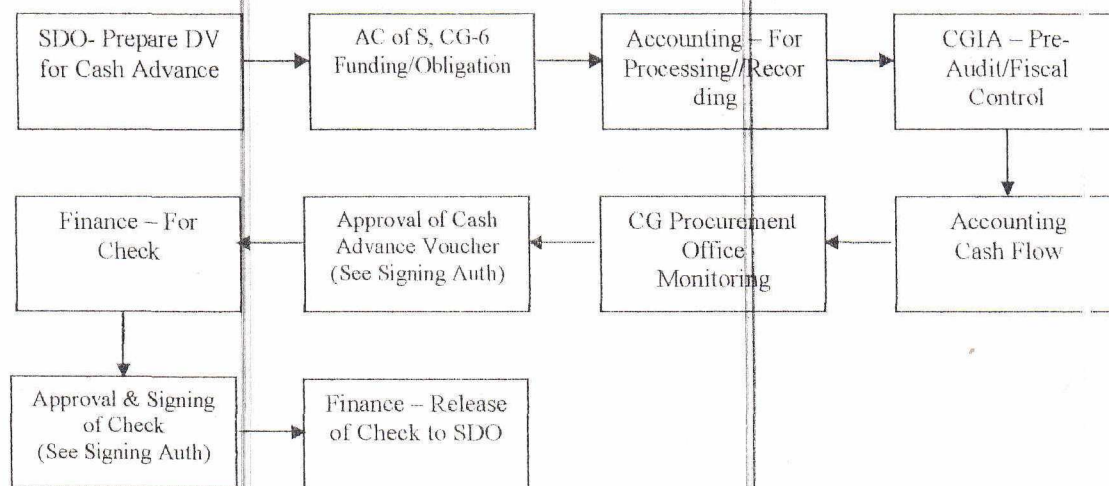 SDO- Prepare DV
for Cash Advance
AC of S, CG-6
Funding/Obligation
Accounting – For
Processing//Recor
ding
CGIA – Pre-
Audit/Fiscal
Control
Accounting
Cash Flow
CG Procurement
Office
Monitoring
Approval of Cash
Advance Voucher
(See Signing Auth)
Finance – For
Check
Approval & Signing
of Check
(See Signing Auth)
Finance – Release
of Check to SDO